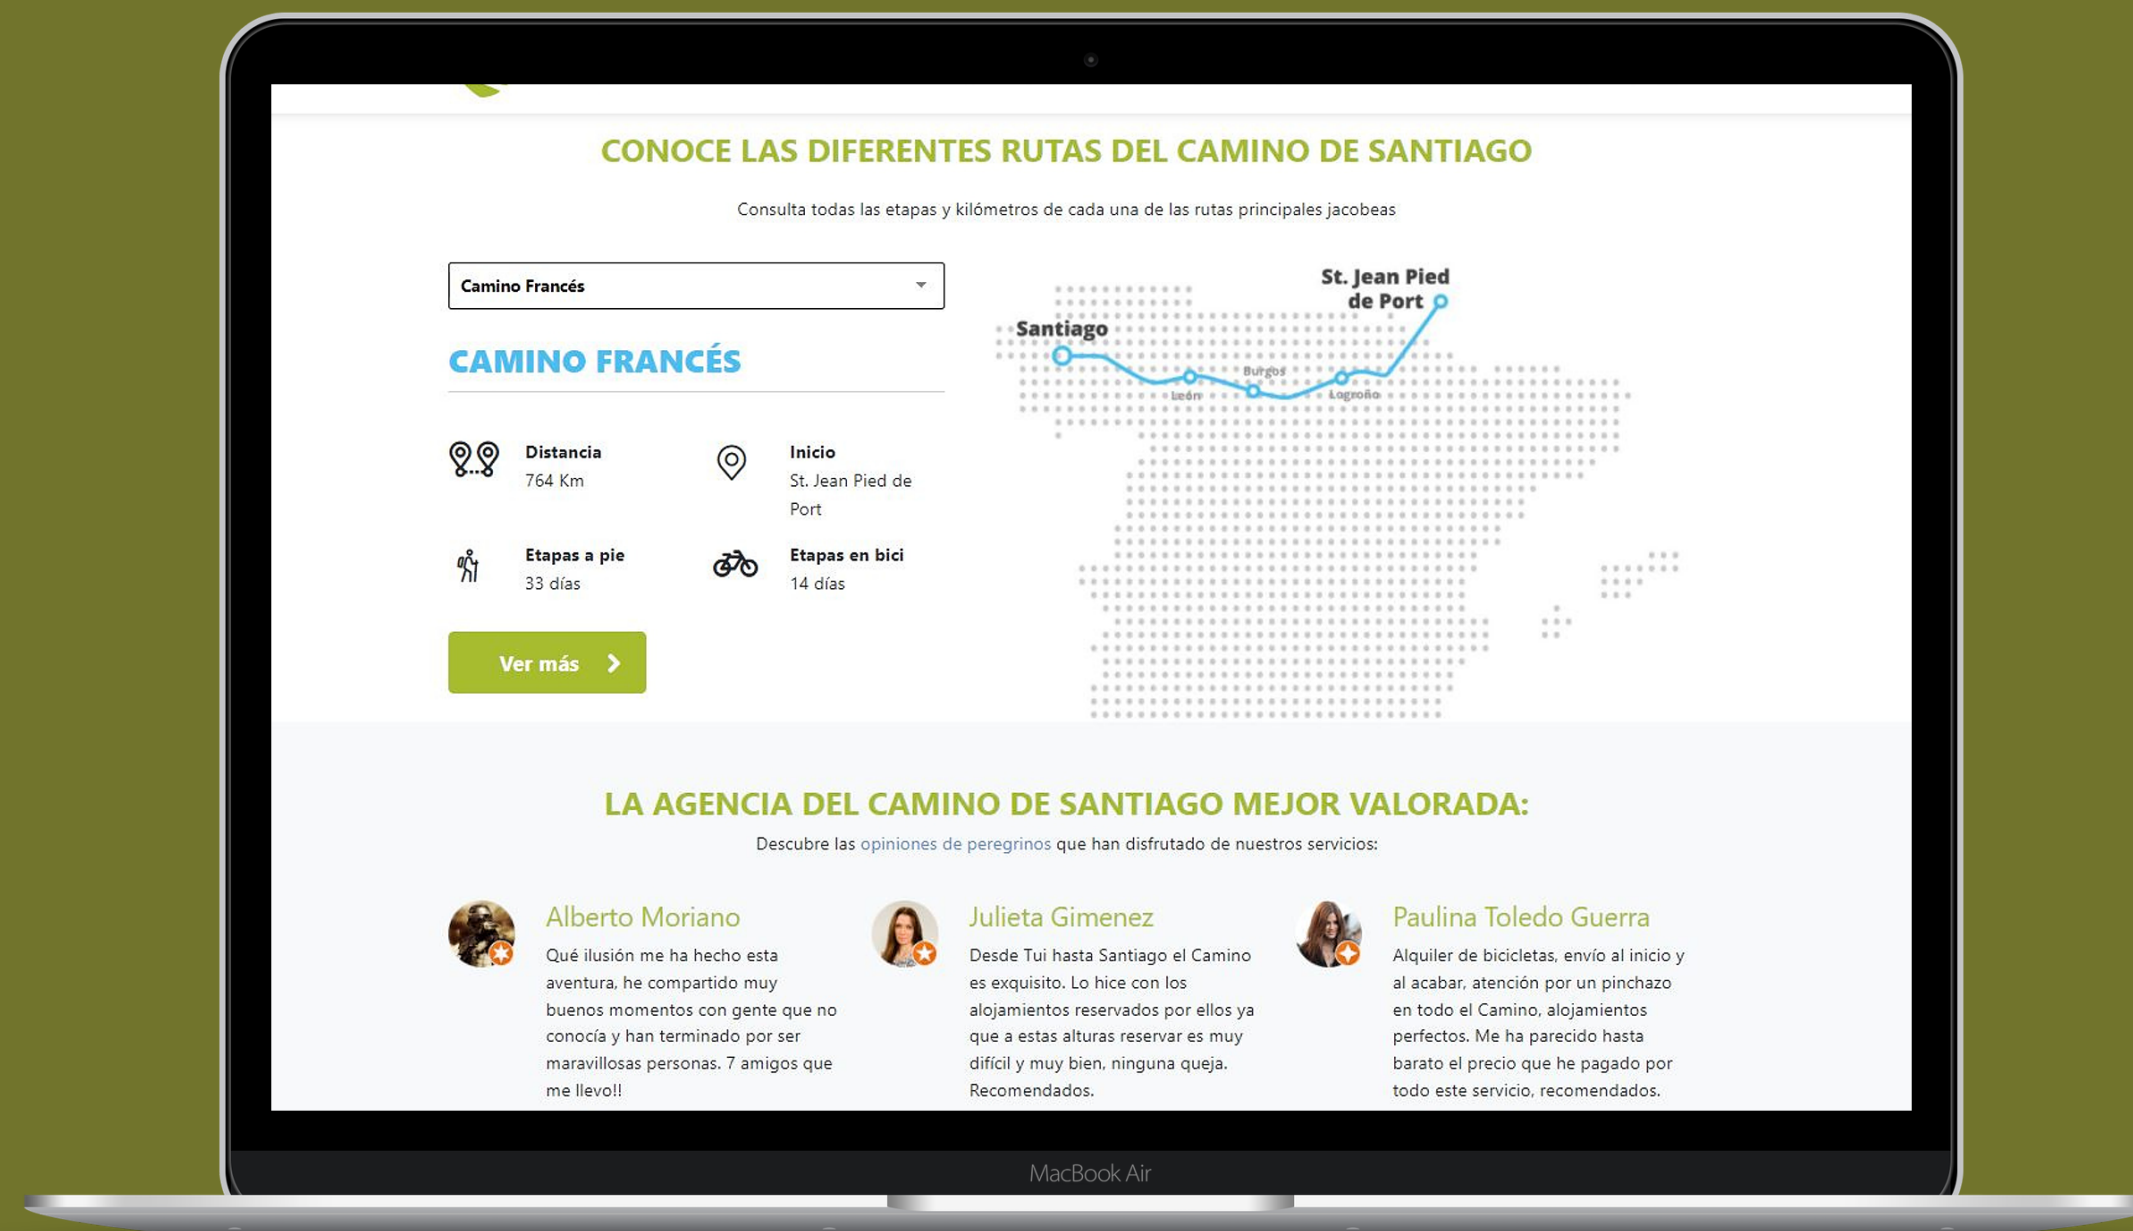 CONOCE LAS DIFERENTES RUTAS DEL CAMINO DE SANTIAGO
Consulta todas las etapas y kilómetros de cada una de las rutas principales jacobeas
Camino Francés
CAMINO FRANCÉS
Distancia
764 Km
Inicio
St. Jean Pied de
Port
Etapas a pie
33 días
Etapas en bici
14 días
Ver más
St. Jean Pied
de Port
Santiago
Burgos
León
Logroño
LA AGENCIA DEL CAMINO DE SANTIAGO MEJOR VALORADA:
Descubre las opiniones de peregrinos que han disfrutado de nuestros servicios:
Alberto Moriano
Qué ilusión me ha hecho esta
aventura, he compartido muy
buenos momentos con gente que no
conocía y han terminado por ser
maravillosas personas. 7 amigos que
me llevo!!
Julieta Gimenez
Desde Tui hasta Santiago el Camino
es exquisito. Lo hice con los
alojamientos reservados por ellos ya
que a estas alturas reservar es muy
difícil y muy bien, ninguna queja.
Recomendados.
Paulina Toledo Guerra
Alquiler de bicicletas, envío al inicio y
al acabar, atención por un pinchazo
en todo el Camino, alojamientos
perfectos. Me ha parecido hasta
barato el precio que he pagado por
todo este servicio, recomendados.
MacBook Air